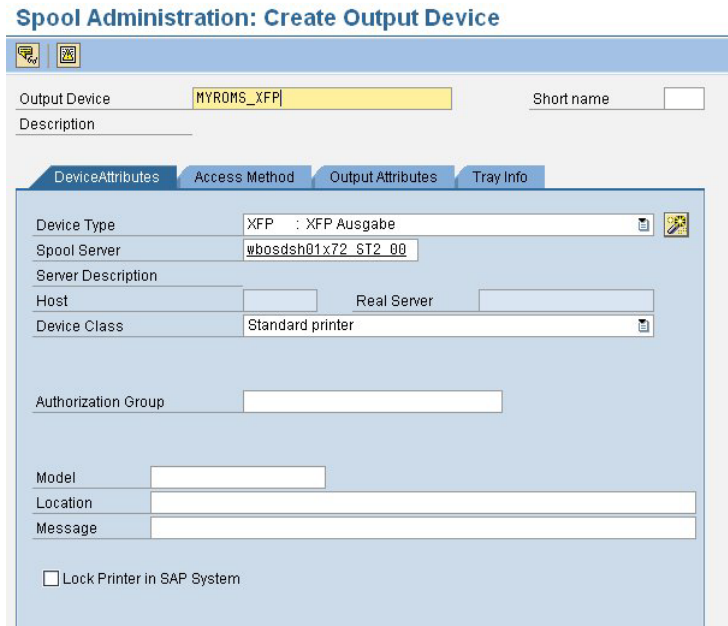 Spool Administration: Create Output Device
Output Device MYROMS_XFP Short name
Description
DeviceAttributes Access Method Output Attributes Tray Info
Device Type XFP : XFP Ausgabe
Spool Server wbosdsh01x72_ST2_00
Server Description
Host Real Server
Device Class Standard printer
Authorization Group
Model
Location
Message
Lock Printer in SAP System